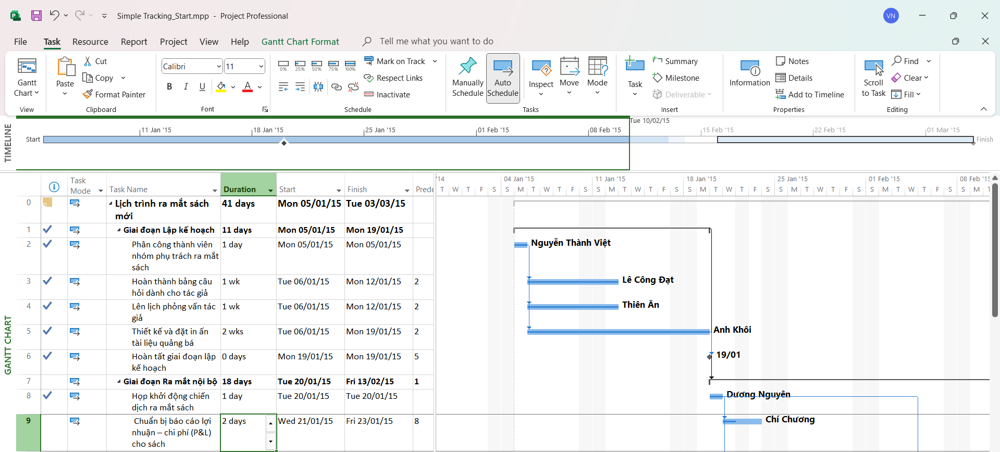 Simple Tracking_Start.mpp - Project Professional
VN
File Task Resource Report Project View Help Gantt Chart Format Tell me what you want to do
Gantt
Chart
View
Paste
Cut
Copy
Format Painter
Clipboard
Calibri 11
B I U A
Font
0% 25% 50% 75% 100%
Mark on Track
Respect Links
Inactivate
Schedule
Manually
Schedule
Auto
Schedule
Inspect
Move
Mode
Tasks
Task
Summary
Milestone
Deliverable
Insert
Information
Notes
Details
Add to Timeline
Properties
Scroll
to Task
Find
Clear
Fill
Editing
TIMELINE
Tue 10/02/15
11 Jan '15 18 Jan '15 25 Jan '15 01 Feb '15 08 Feb '15 15 Feb '15 22 Feb '15 01 Mar '15
Start
Finish
GANTT CHART
Task
Mode
Task Name
Duration
Start
Finish
Prede
'14 04 Jan '15 11 Jan '15 18 Jan '15 25 Jan '15 01 Feb '15 08 Feb '15
T W T F S S M T W T F S S M T W T F S S M T W T F S S M T W T F S S M T W T F S S M T
0 Lịch trình ra mắt sách 41 days Mon 05/01/15 Tue 03/03/15
mới
1 Giai đoạn Lập kế hoạch 11 days Mon 05/01/15 Mon 19/01/15
2 Phân công thành viên 1 day Mon 05/01/15 Mon 05/01/15 Nguyễn Thành Việt
nhóm phụ trách ra mắt
sách
3 Hoàn thành bảng câu 1 wk Tue 06/01/15 Mon 12/01/15 2 Lê Công Đạt
hỏi dành cho tác giả
4 Lên lịch phỏng vấn tác 1 wk Tue 06/01/15 Mon 12/01/15 2 Thiên Ân
giả
5 Thiết kế và đặt in ấn 2 wks Tue 06/01/15 Mon 19/01/15 2 Anh Khôi
tài liệu quảng bá
6 Hoàn tất giai đoạn lập 0 days Mon 19/01/15 Mon 19/01/15 5 19/01
kế hoạch
7 Giai đoạn Ra mắt nội bộ 18 days Tue 20/01/15 Fri 13/02/15 1
8 Họp khởi động chiến 1 day Tue 20/01/15 Tue 20/01/15 Dương Nguyên
dịch ra mắt sách
9 Chuẩn bị báo cáo lợi 2 days Wed 21/01/15 Fri 23/01/15 8 Chí Chương
nhuận – chi phí (P&L)
cho sách